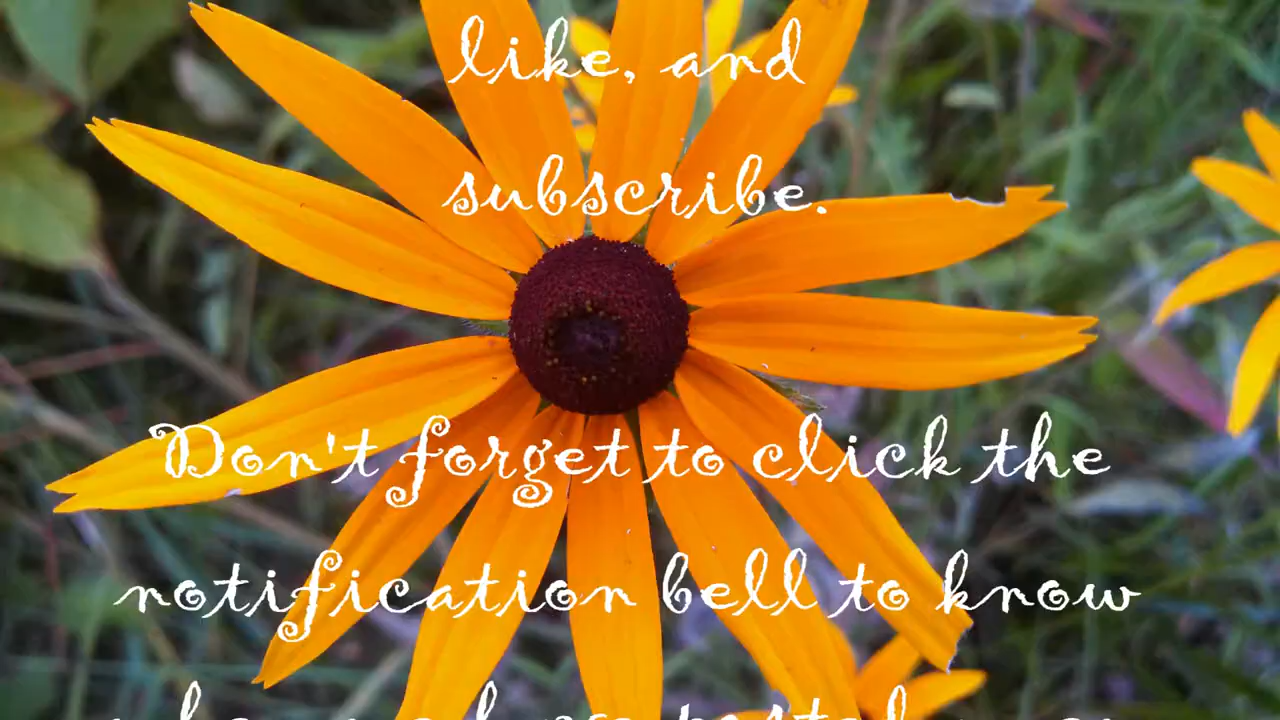 like, and
subscribe.
Don't forget to click the
notification bell to know